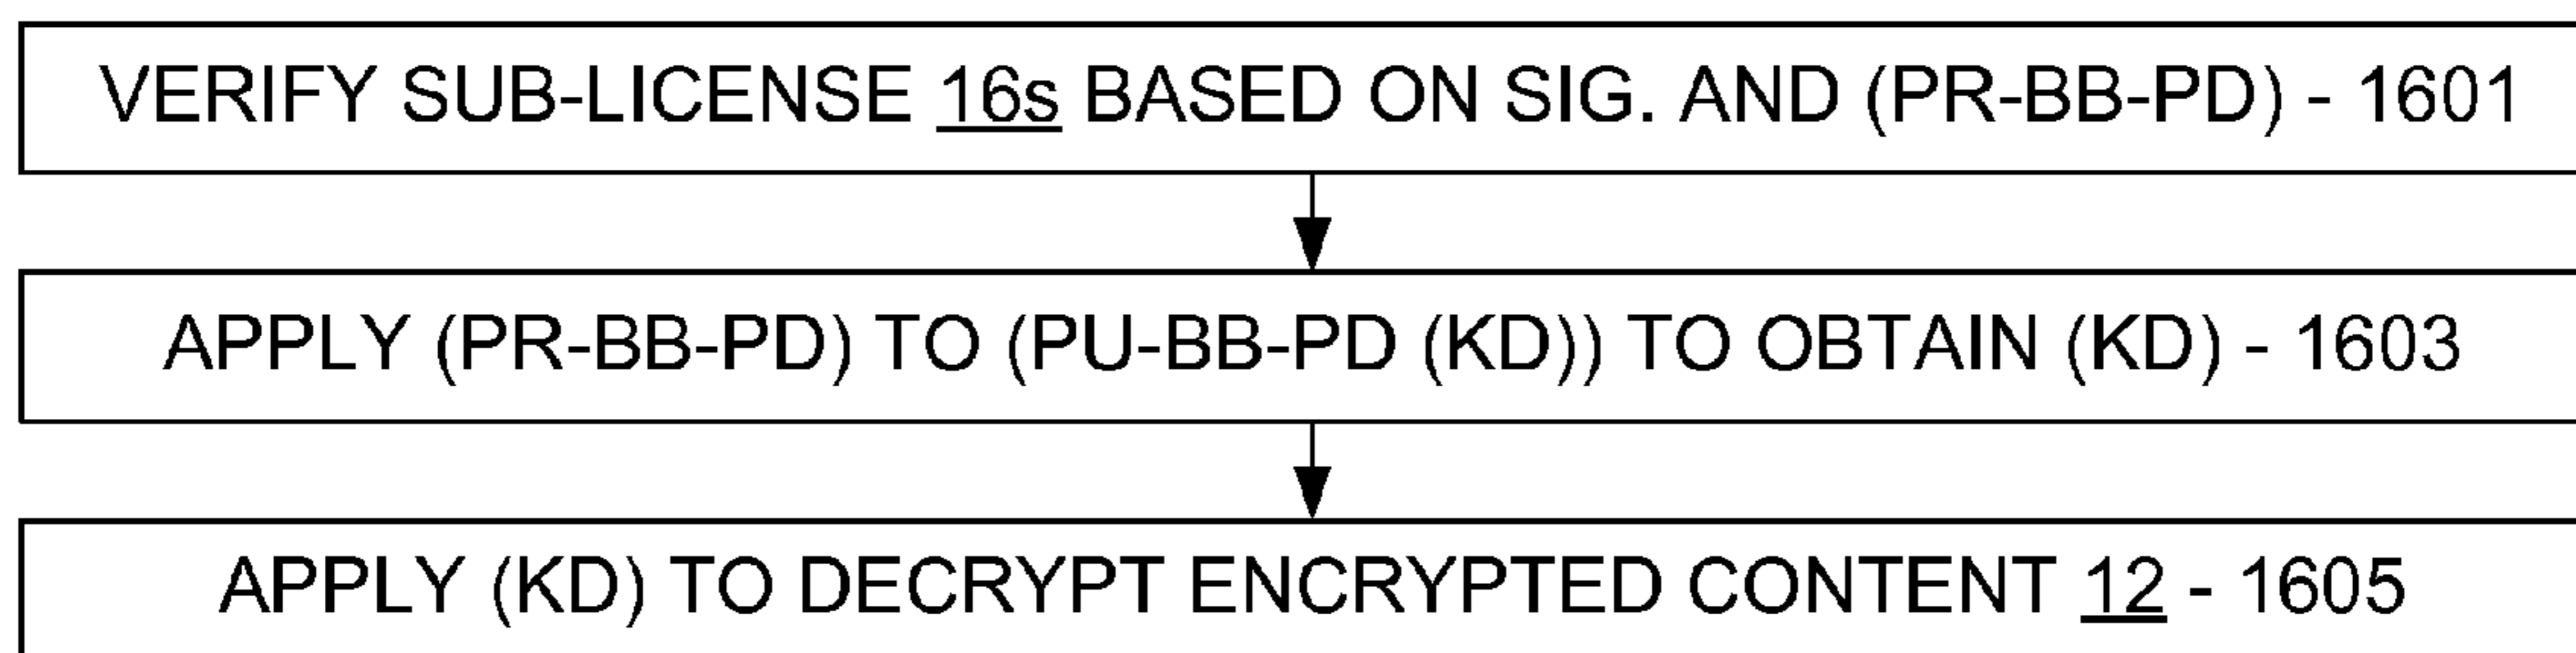 VERIFY SUB-LICENSE 16s BASED ON SIG. AND (PR-BB-PD) - 1601
APPLY (PR-BB-PD) TO (PU-BB-PD (KD)) TO OBTAIN (KD) - 1603
APPLY (KD) TO DECRYPT ENCRYPTED CONTENT 12 - 1605